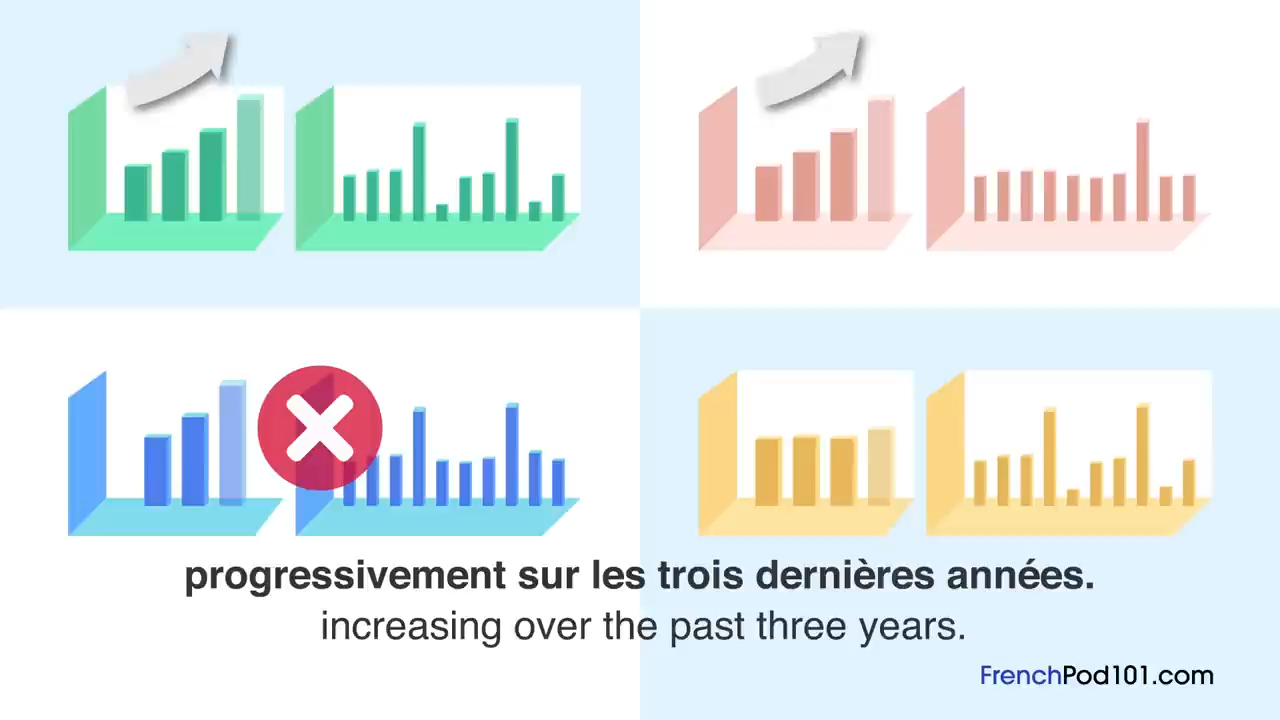 progressivement sur les trois dernières années.
increasing over the past three years.
FrenchPod101.com